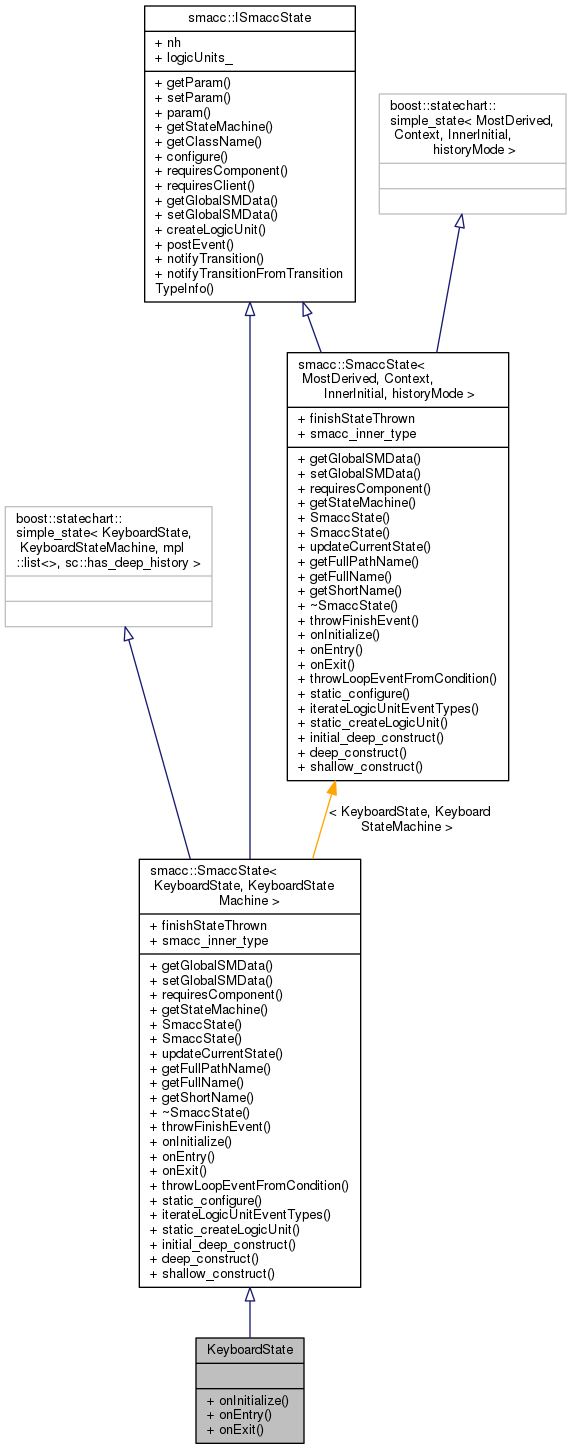 smacc::ISmaccState
+ nh
+ logicUnits_
+ getParam()
+ setParam()
+ param()
+ getStateMachine()
+ getClassName()
+ configure()
+ requiresComponent()
+ requiresClient()
+ getGlobalSMData()
+ setGlobalSMData()
+ createLogicUnit()
+ postEvent()
+ notifyTransition()
+ notifyTransitionFromTransition
TypeInfo()
boost::statechart::
simple_state< MostDerived,
Context, InnerInitial,
historyMode >
smacc::SmaccState<
MostDerived, Context,
InnerInitial, historyMode >
+ finishStateThrown
+ smacc_inner_type
+ getGlobalSMData()
+ setGlobalSMData()
+ requiresComponent()
+ getStateMachine()
+ SmaccState()
+ SmaccState()
+ updateCurrentState()
+ getFullPathName()
+ getFullName()
+ getShortName()
+ ~SmaccState()
+ throwFinishEvent()
+ onInitialize()
+ onEntry()
+ onExit()
+ throwLoopEventFromCondition()
+ static_configure()
+ iterateLogicUnitEventTypes()
+ static_createLogicUnit()
+ initial_deep_construct()
+ deep_construct()
+ shallow_construct()
boost::statechart::
simple_state< KeyboardState,
KeyboardStateMachine, mpl
::list<>, sc::has_deep_history >
< KeyboardState, Keyboard
StateMachine >
smacc::SmaccState<
KeyboardState, KeyboardState
Machine >
+ finishStateThrown
+ smacc_inner_type
+ getGlobalSMData()
+ setGlobalSMData()
+ requiresComponent()
+ getStateMachine()
+ SmaccState()
+ SmaccState()
+ updateCurrentState()
+ getFullPathName()
+ getFullName()
+ getShortName()
+ ~SmaccState()
+ throwFinishEvent()
+ onInitialize()
+ onEntry()
+ onExit()
+ throwLoopEventFromCondition()
+ static_configure()
+ iterateLogicUnitEventTypes()
+ static_createLogicUnit()
+ initial_deep_construct()
+ deep_construct()
+ shallow_construct()
KeyboardState
+ onInitialize()
+ onEntry()
+ onExit()